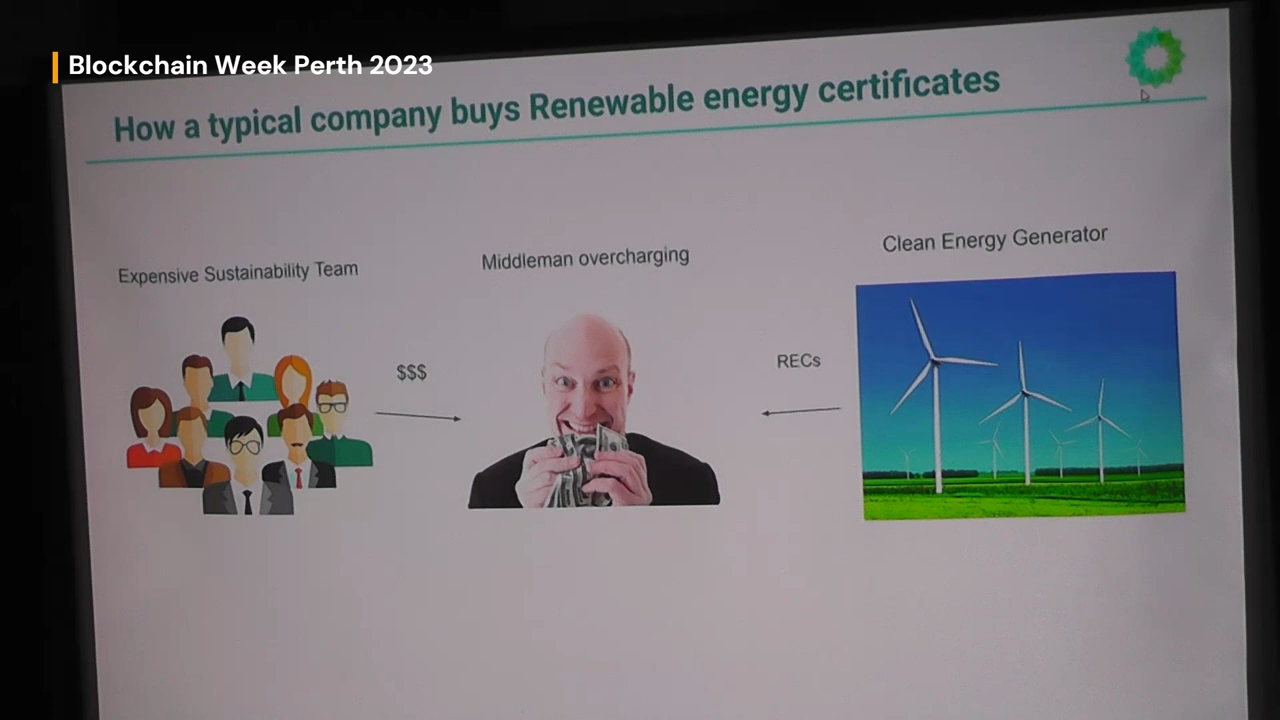 Blockchain Week Perth 2023
How a typical company buys Renewable energy certificates
Expensive Sustainability Team
Middleman overcharging
Clean Energy Generator
$$$
RECs